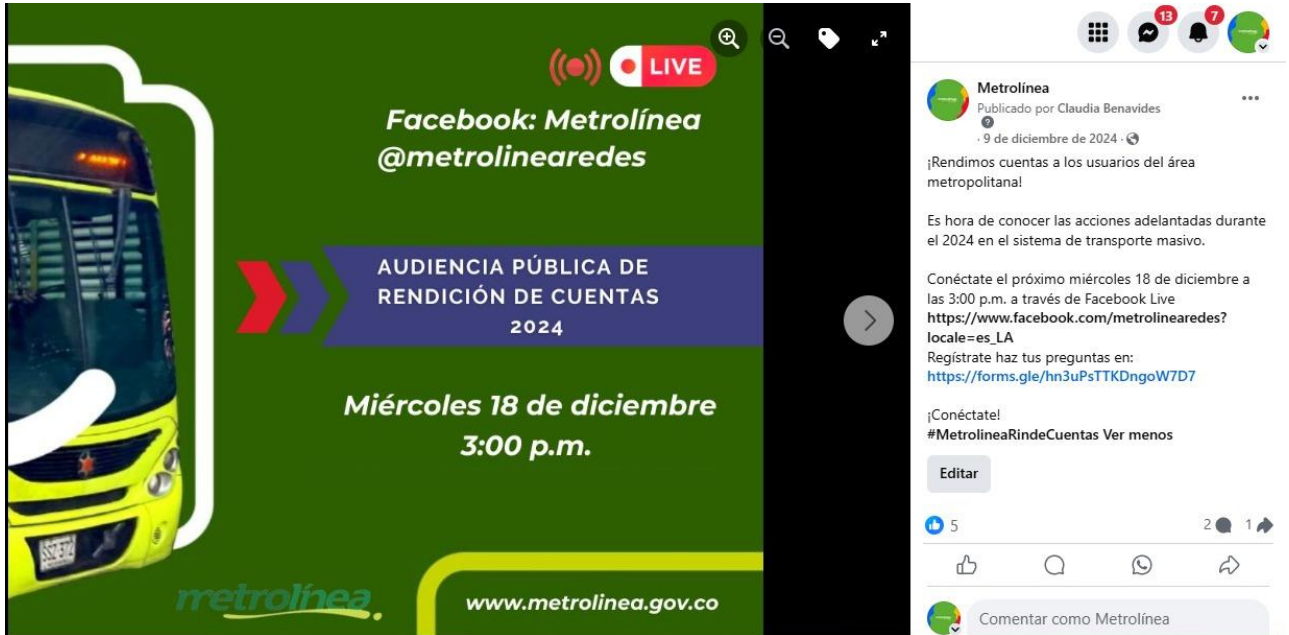 LIVE
Facebook: Metrolínea
@metrolinearedes
AUDIENCIA PÚBLICA DE
RENDICIÓN DE CUENTAS
2024
Miércoles 18 de diciembre
3:00 p.m.
SSZ 372
metrolínea.
www.metrolinea.gov.co
13
7
Metrolínea
Publicado por Claudia Benavides
· 9 de diciembre de 2024 ·
¡Rendimos cuentas a los usuarios del área
metropolitana!
Es hora de conocer las acciones adelantadas durante
el 2024 en el sistema de transporte masivo.
Conéctate el próximo miércoles 18 de diciembre a
las 3:00 p.m. a través de Facebook Live
https://www.facebook.com/metrolinearedes?
locale=es_LA
Regístrate haz tus preguntas en:
https://forms.gle/hn3uPsTTKDngoW7D7
¡Conéctate!
#MetrolineaRindeCuentas Ver menos
Editar
5
2 1
Comentar como Metrolínea